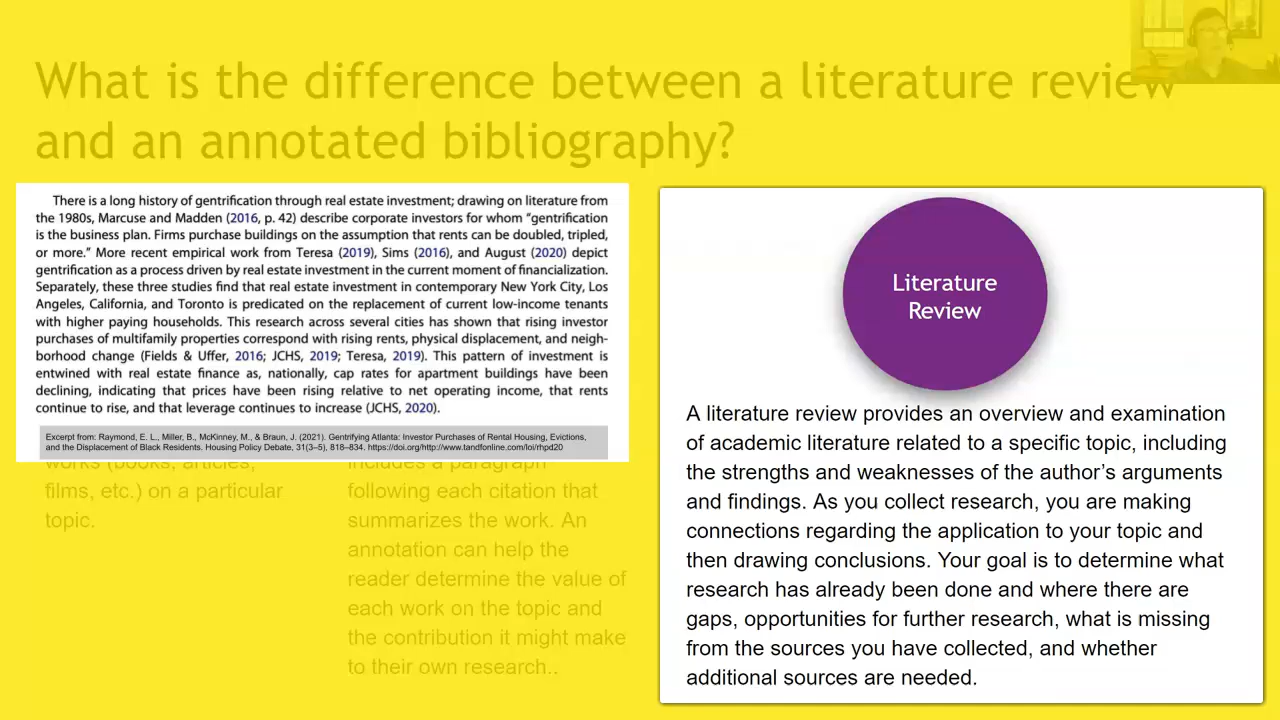 What is the difference between a literature review
and an annotated bibliography?
There is a long history of gentrification through real estate investment; drawing on literature from
the 1980s, Marcuse and Madden (2016, p. 42) describe corporate investors for whom “gentrification
is the business plan. Firms purchase buildings on the assumption that rents can be doubled, tripled,
or more.” More recent empirical work from Teresa (2019), Sims (2016), and August (2020) depict
gentrification as a process driven by real estate investment in the current moment of financialization.
Separately, these three studies find that real estate investment in contemporary New York City, Los
Angeles, California, and Toronto is predicated on the replacement of current low-income tenants
with higher paying households. This research across several cities has shown that rising investor
purchases of multifamily properties correspond with rising rents, physical displacement, and neigh-
borhood change (Fields & Uffer, 2016; JCHS, 2019; Teresa, 2019). This pattern of investment is
entwined with real estate finance as, nationally, cap rates for apartment buildings have been
declining, indicating that prices have been rising relative to net operating income, that rents
continue to rise, and that leverage continues to increase (JCHS, 2020).
Excerpt from: Raymond, E. L., Miller, B., McKinney, M., & Braun, J. (2021). Gentrifying Atlanta: Investor Purchases of Rental Housing, Evictions,
and the Displacement of Black Residents. Housing Policy Debate, 31(3–5), 818–834. https://doi.org/http://www.tandfonline.com/loi/rhpd20
works (books, articles,
films, etc.) on a particular
topic.
includes a paragraph
following each citation that
summarizes the work. An
annotation can help the
reader determine the value of
each work on the topic and
the contribution it might make
to their own research..
Literature
Review
A literature review provides an overview and examination
of academic literature related to a specific topic, including
the strengths and weaknesses of the author’s arguments
and findings. As you collect research, you are making
connections regarding the application to your topic and
then drawing conclusions. Your goal is to determine what
research has already been done and where there are
gaps, opportunities for further research, what is missing
from the sources you have collected, and whether
additional sources are needed.